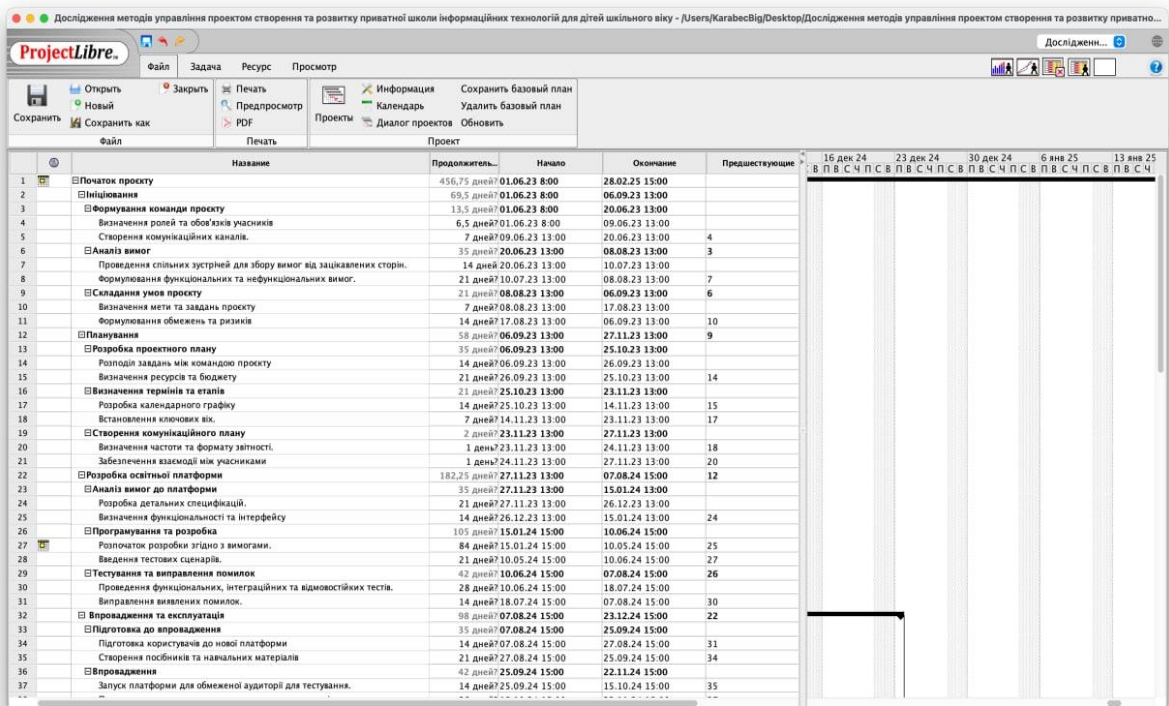 Дослідження методів управління проектом створення та розвитку приватної школи інформаційних технологій для дітей шкільного віку - /Users/KarabecBig/Desktop/Дослідження методів управління проектом створення та розвитку приватно...
ProjectLibre
Дослідженн...
Файл Задача Ресурс Просмотр
Сохранить
Открыть
Новый
Сохранить как
Закрыть
Файл
Печать
Предпросмотр
PDF
Печать
Проекты
Информация
Календарь
Диалог проектов
Сохранить базовый план
Удалить базовый план
Обновить
Проект
Название Продолжитель... Начало Окончание Предшествующие
16 дек 24 23 дек 24 30 дек 24 6 янв 25 13 янв 25
1 Початок проєкту 456,75 дней? 01.06.23 8:00 28.02.25 15:00
2 Ініціювання 69,5 дней? 01.06.23 8:00 06.09.23 13:00
3 Формування команди проєкту 13,5 дней? 01.06.23 8:00 20.06.23 13:00
4 Визначення ролей та обов'язків учасників 6,5 дней? 01.06.23 8:00 09.06.23 13:00
5 Створення комунікаційних каналів. 7 дней? 09.06.23 13:00 20.06.23 13:00 4
6 Аналіз вимог 35 дней? 20.06.23 13:00 08.08.23 13:00 3
7 Проведення спільних зустрічей для збору вимог від зацікавлених сторін. 14 дней 20.06.23 13:00 10.07.23 13:00
8 Формулювання функціональних та нефункціональних вимог. 21 дней? 10.07.23 13:00 08.08.23 13:00 7
9 Складання умов проєкту 21 дней? 08.08.23 13:00 06.09.23 13:00 6
10 Визначення мети та завдань проєкту 7 дней? 08.08.23 13:00 17.08.23 13:00
11 Формулювання обмежень та ризиків 14 дней? 17.08.23 13:00 06.09.23 13:00 10
12 Планування 58 дней? 06.09.23 13:00 27.11.23 13:00 9
13 Розробка проектного плану 35 дней? 06.09.23 13:00 25.10.23 13:00
14 Розподіл завдань між командою проєкту 14 дней? 06.09.23 13:00 26.09.23 13:00
15 Визначення ресурсів та бюджету 21 дней? 26.09.23 13:00 25.10.23 13:00 14
16 Визначення термінів та етапів 21 дней? 25.10.23 13:00 23.11.23 13:00
17 Розробка календарного графіку 14 дней? 25.10.23 13:00 14.11.23 13:00 15
18 Встановлення ключових віх. 7 дней? 14.11.23 13:00 23.11.23 13:00 17
19 Створення комунікаційного плану 2 дней? 23.11.23 13:00 27.11.23 13:00
20 Визначення частоти та формату звітності. 1 день? 23.11.23 13:00 24.11.23 13:00 18
21 Забезпечення взаємодії між учасниками 1 день? 24.11.23 13:00 27.11.23 13:00 20
22 Розробка освітньої платформи 182,25 дней? 27.11.23 13:00 07.08.24 15:00 12
23 Аналіз вимог до платформи 35 дней? 27.11.23 13:00 15.01.24 13:00
24 Розробка детальних специфікацій. 21 дней? 27.11.23 13:00 26.12.23 13:00
25 Визначення функціональності та інтерфейсу 14 дней? 26.12.23 13:00 15.01.24 13:00 24
26 Програмування та розробка 105 дней? 15.01.24 15:00 10.06.24 15:00
27 Розпочаток розробки згідно з вимогами. 84 дней? 15.01.24 15:00 10.05.24 15:00 25
28 Введення тестових сценаріїв. 21 дней? 10.05.24 15:00 10.06.24 15:00 27
29 Тестування та виправлення помилок 42 дней? 10.06.24 15:00 07.08.24 15:00 26
30 Проведення функціональних, інтеграційних та відмовостійких тестів. 28 дней? 10.06.24 15:00 18.07.24 15:00
31 Виправлення виявлених помилок. 14 дней? 18.07.24 15:00 07.08.24 15:00 30
32 Впровадження та експлуатація 98 дней? 07.08.24 15:00 23.12.24 15:00 22
33 Підготовка до впровадження 35 дней? 07.08.24 15:00 25.09.24 15:00
34 Підготовка користувачів до нової платформи 14 дней? 07.08.24 15:00 27.08.24 15:00 31
35 Створення посібників та навчальних матеріалів 21 дней? 27.08.24 15:00 25.09.24 15:00 34
36 Впровадження 42 дней? 25.09.24 15:00 22.11.24 15:00
37 Запуск платформи для обмеженої аудиторії для тестування. 14 дней? 25.09.24 15:00 15.10.24 15:00 35